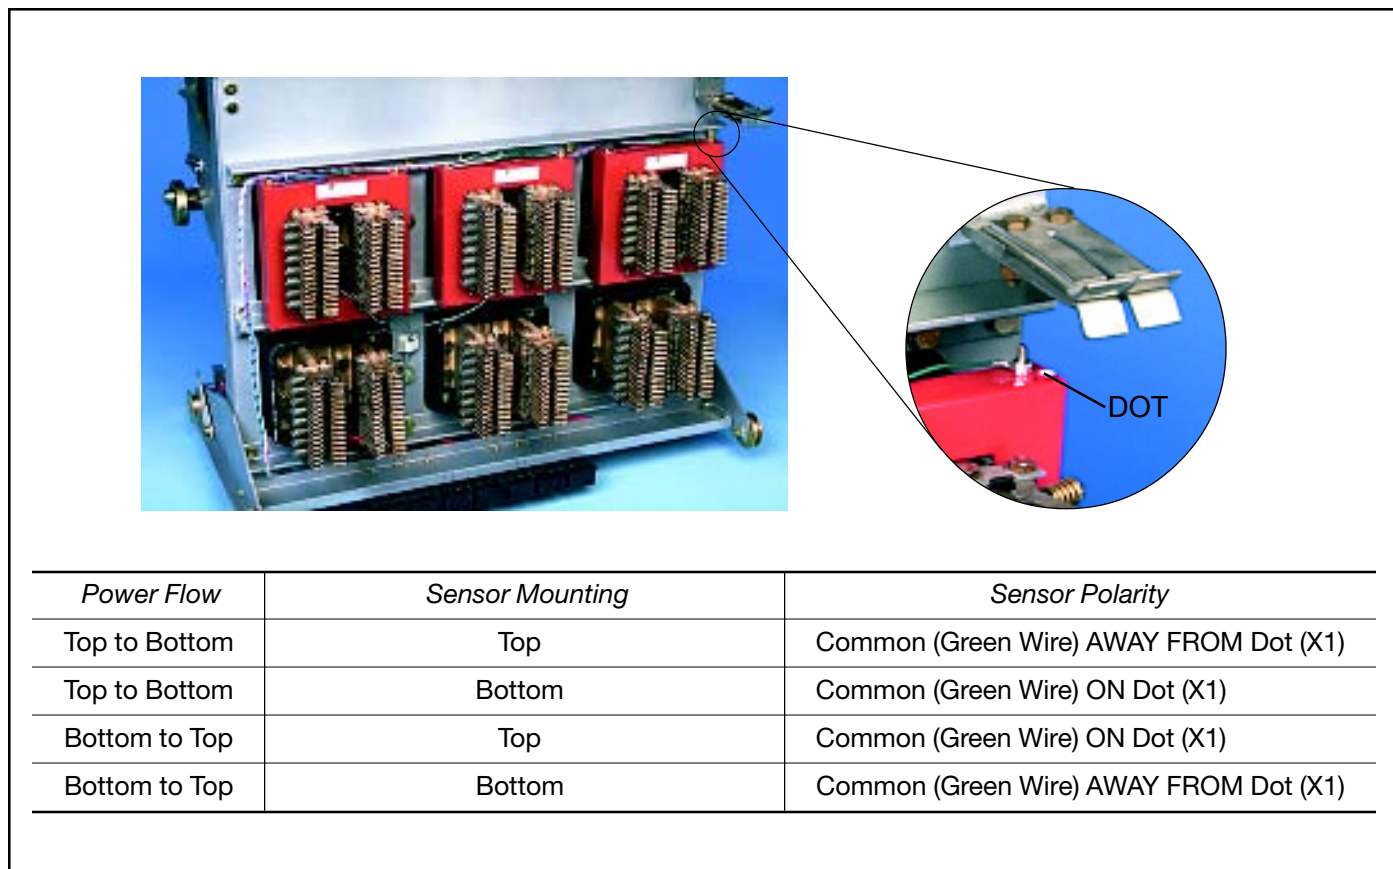 DOT
Power Flow Sensor Mounting Sensor Polarity
Top to Bottom Top Common (Green Wire) AWAY FROM Dot (X1)
Top to Bottom Bottom Common (Green Wire) ON Dot (X1)
Bottom to Top Top Common (Green Wire) ON Dot (X1)
Bottom to Top Bottom Common (Green Wire) AWAY FROM Dot (X1)